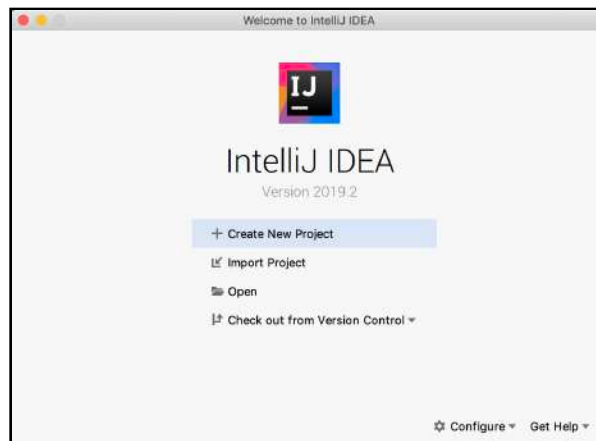 Welcome to IntelliJ IDEA
IJ
IntelliJ IDEA
Version 2019.2
Create New Project
Import Project
Open
Check out from Version Control
Configure Get Help